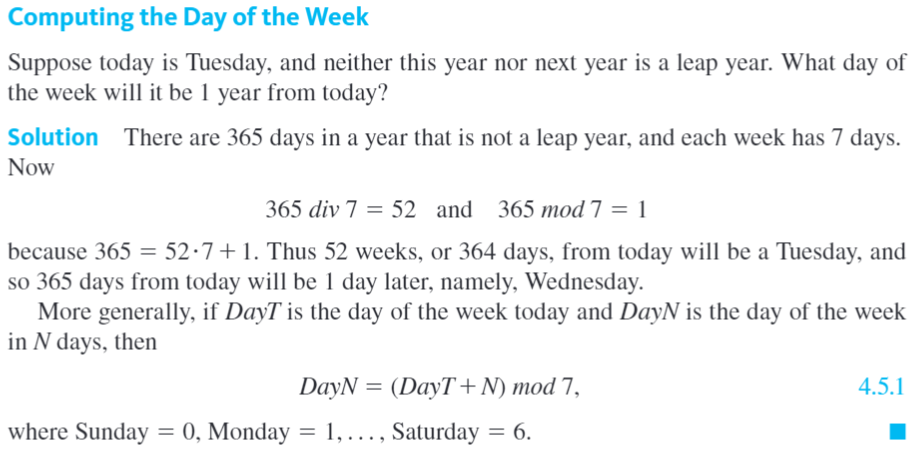 Computing the Day of the Week
Suppose today is Tuesday, and neither this year nor next year is a leap year. What day of
the week will it be 1 year from today?
Solution There are 365 days in a year that is not a leap year, and each week has 7 days.
Now
365 div 7 = 52 and 365 mod 7 = 1
because 365 = 52·7 + 1. Thus 52 weeks, or 364 days, from today will be a Tuesday, and
so 365 days from today will be 1 day later, namely, Wednesday.
More generally, if DayT is the day of the week today and DayN is the day of the week
in N days, then
DayN = (DayT + N) mod 7, 4.5.1
where Sunday = 0, Monday = 1, . . . , Saturday = 6. ■